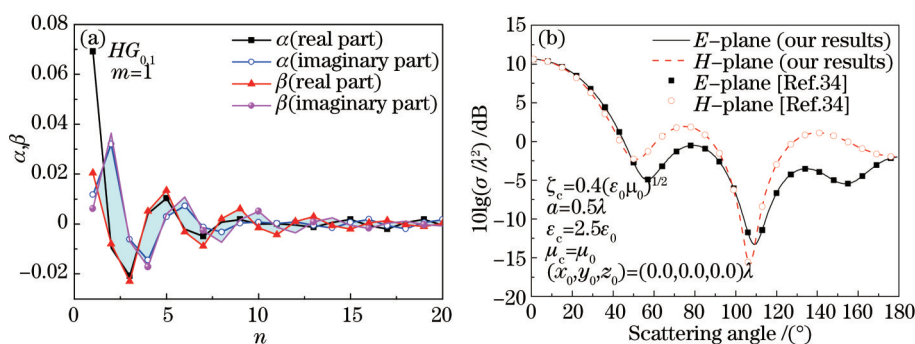 (a)
HG0,1
m=1
α(real part)
α(imaginary part)
β(real part)
β(imaginary part)
0.08
0.06
0.04
0.02
0
−0.02
α,β
0
5
10
15
20
n
(b)
E-plane (our results)
H-plane (our results)
E-plane [Ref.34]
H-plane [Ref.34]
ζc=0.4(ε0μ0)1/2
a=0.5λ
εc=2.5ε0
μc=μ0
(x0,y0,z0)=(0.0,0.0,0.0)λ
15
10
5
0
−5
−10
−15
−20
10lg(σ/λ2) /dB
0
20
40
60
80
100
120
140
160
180
Scattering angle /(°)